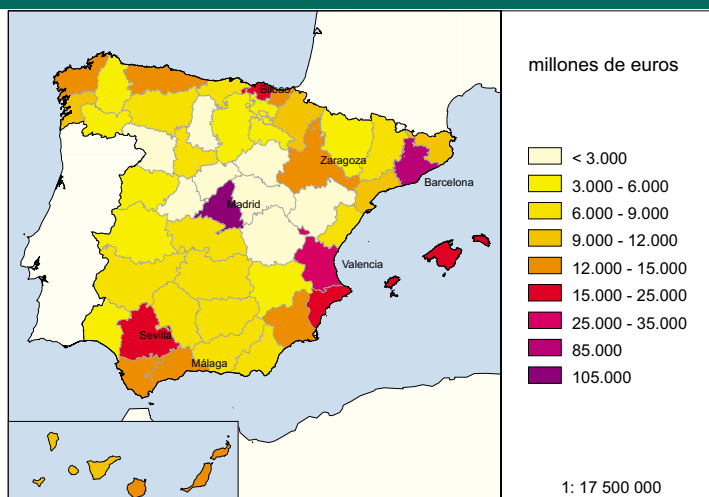 millones de euros
< 3.000
3.000 - 6.000
6.000 - 9.000
9.000 - 12.000
12.000 - 15.000
15.000 - 25.000
25.000 - 35.000
85.000
105.000
1: 17 500 000
Bilbao
Zaragoza
Barcelona
Madrid
Valencia
Sevilla
Málaga